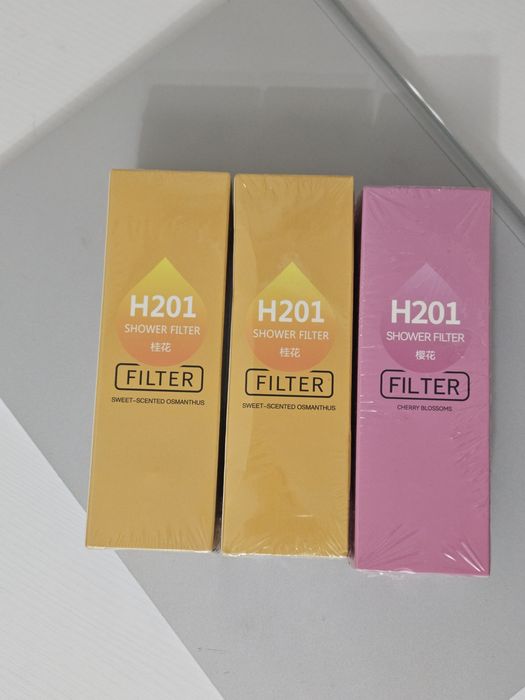 H201
SHOWER FILTER
桂花
FILTER
SWEET-SCENTED OSMANTHUS
H201
SHOWER FILTER
桂花
FILTER
SWEET-SCENTED OSMANTHUS
H201
SHOWER FILTER
樱花
FILTER
CHERRY BLOSSOMS